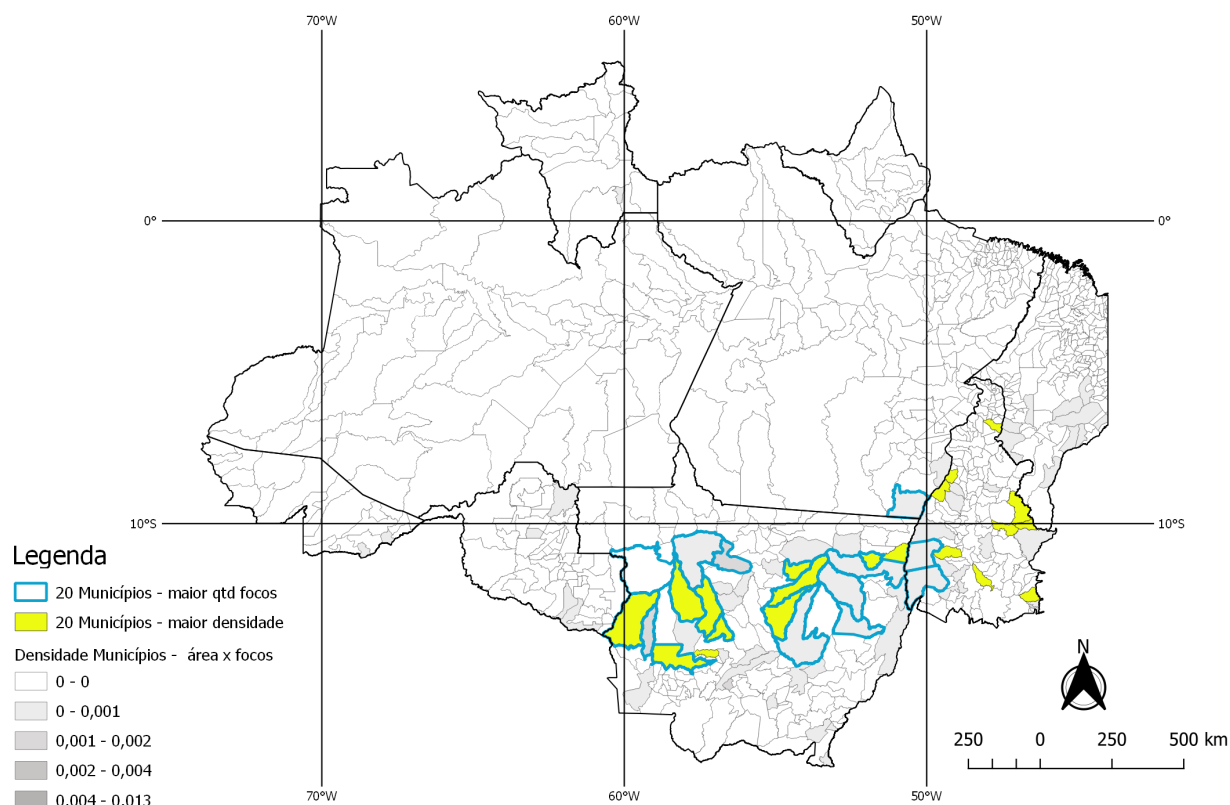 70°W 60°W 50°W
0° 0°
10°S
Legenda
20 Municípios - maior qtd focos
20 Municípios - maior densidade
Densidade Municípios - área x focos
0 - 0
0 - 0,001
0,001 - 0,002
0,002 - 0,004
0,004 - 0,013
10°S
N
250 0 250 500 km
70°W 60°W 50°W